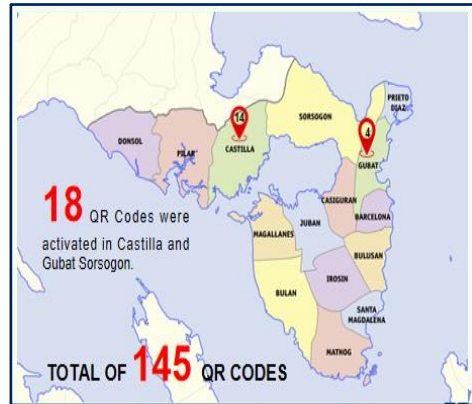 PRIETO
DIAZ
SORSOGON
14
4
DONSOL
PILAR
CASTILLA
GUBAT
CASIGURAN
BARCELONA
18 QR Codes were
activated in Castilla and
Gubat Sorsogon.
MAGALLANES
JUBAN
BULUSAN
IROSIN
BULAN
SANTA
MAGDALENA
MATNOG
TOTAL OF 145 QR CODES